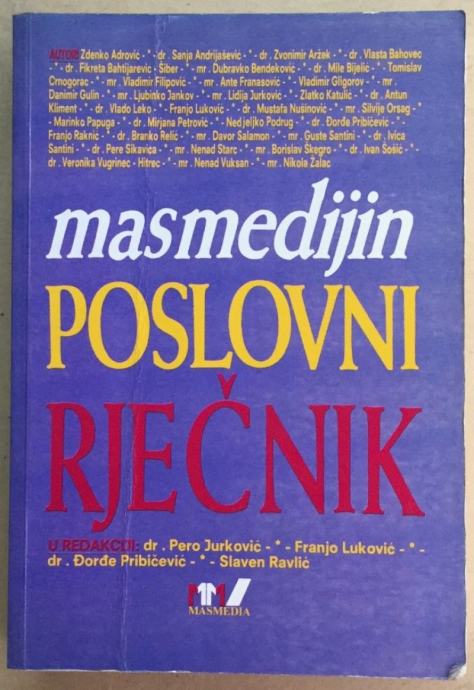 AUTORI: Zdenko Adrović - * - dr. Sanja Andrijašević - * - dr. Zvonimir Aržek - * - dr. Vlasta Bahovec
- * - dr. Fikreta Bahtijarević - Šiber - * - mr. Dubravko Bendeković - * - dr. Mile Bijelić - * - Tomislav
Crnogorac - * - mr. Vladimir Filipović - * - mr. Ante Franasović - * - Vladimir Gligorov - * - mr.
Danimir Gulin - * - mr. Ljubinko Jankov - * - mr. Lidija Jurković - * - Zlatko Katulić - * - dr. Antun
Kliment - * - dr. Vlado Leko - * - Franjo Luković - * - dr. Mustafa Nušinović - * - mr. Silvije Orsag - *
- Marinko Papuga - * - dr. Mirjana Petrović - * - Nedjeljko Podrug - * - dr. Đorđe Pribičević - * -
Franjo Raknić - * - dr. Branko Relić - * - mr. Davor Salamon - * - mr. Guste Santini - * - dr. Ivica
Santini - * - dr. Pere Sikavica - * - mr. Nenad Starc - * - mr. Borislav Škegro - * - dr. Ivan Šošić - * -
dr. Veronika Vugrinec - Hitrec - * - mr. Nenad Vuksan - * - mr. Nikola Žalac
masmedijin
POSLOVNI
RJEČNIK
U REDAKCIJI: dr. Pero Jurković - * - Franjo Luković - * -
dr. Đorđe Pribičević - * - Slaven Ravlić
MASMEDIA